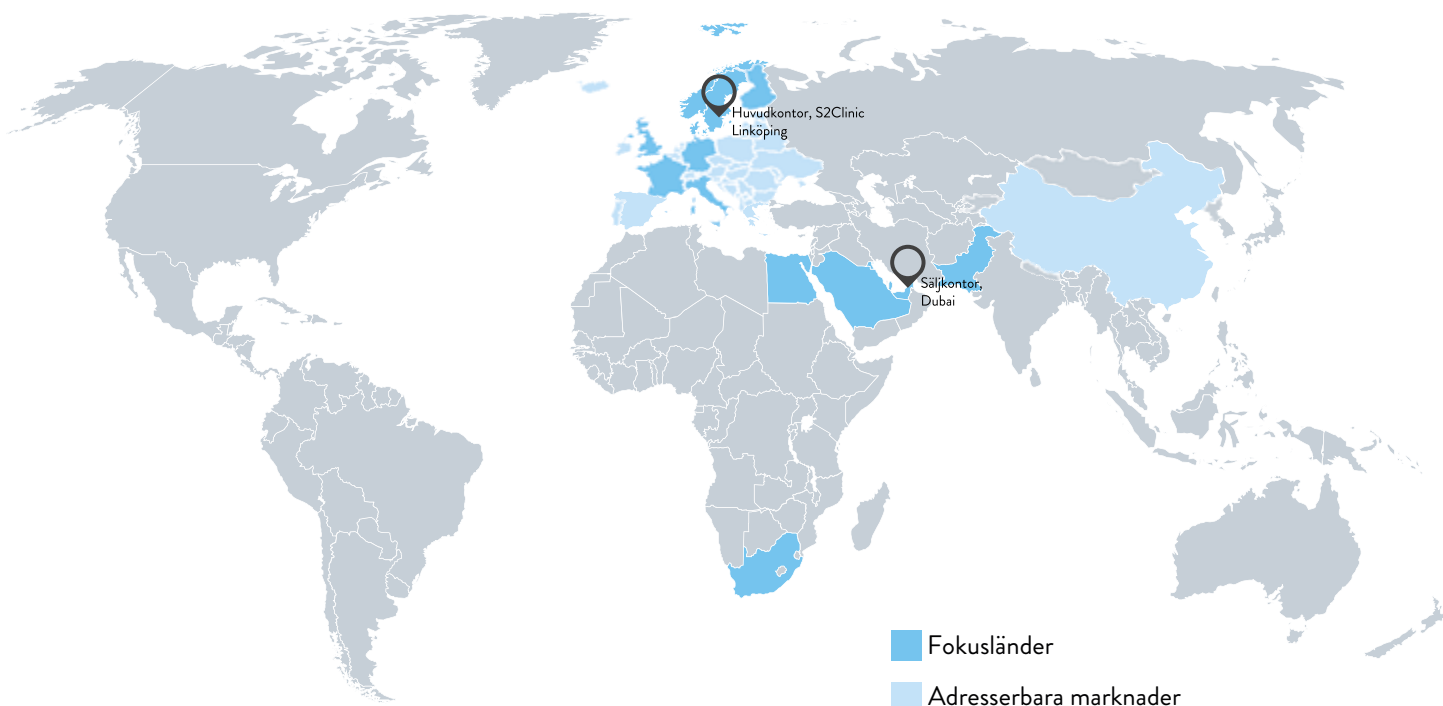 Huvudkontor, S2Clinic
Linköping
Säljkontor,
Dubai
Fokusländer
Adresserbara marknader